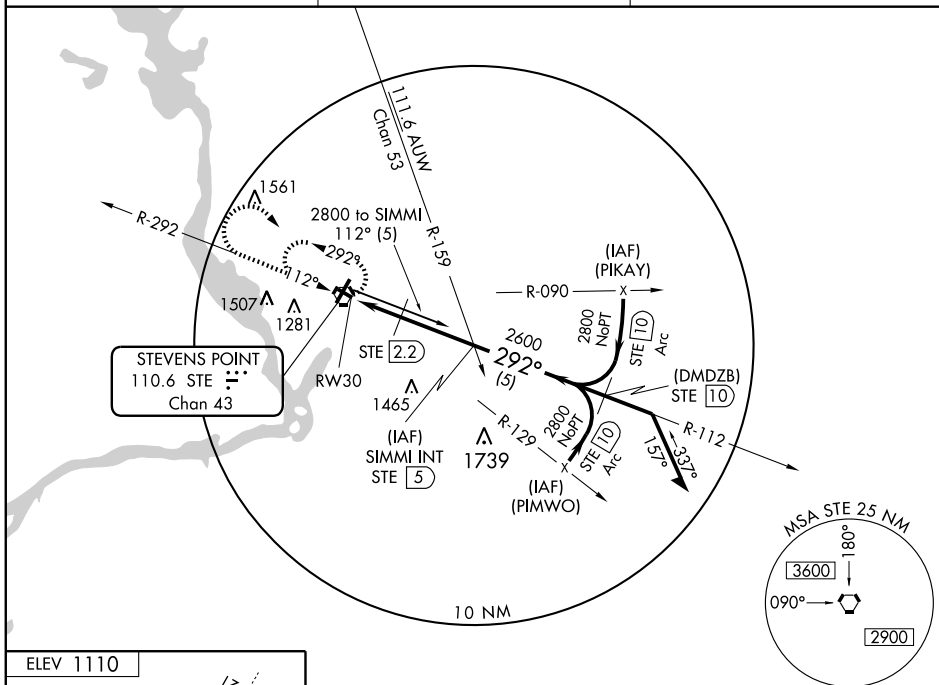 111.6 AUW
Chan 53
R-159
1561
2800 to SIMMI
112° (5)
R-292
292°
112°
1507
1281
(IAF)
(PIKAY)
R-090
x
2800
NoPT
STE 10
Arc
2600
292°
(5)
STE 2.2
(DMDZB)
STE 10
STEVENS POINT
110.6 STE
Chan 43
RW30
1465
(IAF)
SIMMI INT
STE 5
1739
R-129
2800
NoPT
STE 10
Arc
x
(IAF)
(PIMWO)
R-112
337°
157°
10 NM
MSA STE 25 NM
180°
3600
090°
2900
ELEV 1110